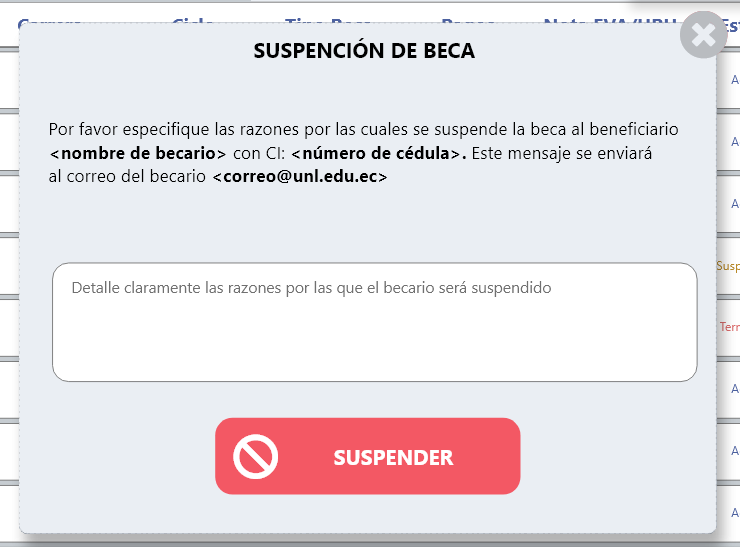 SUSPENCIÓN DE BECA
Por favor especifique las razones por las cuales se suspende la beca al beneficiario
<nombre de becario> con CI: <número de cédula>. Este mensaje se enviará
al correo del becario <correo@unl.edu.ec>
Detalle claramente las razones por las que el becario será suspendido
SUSPENDER